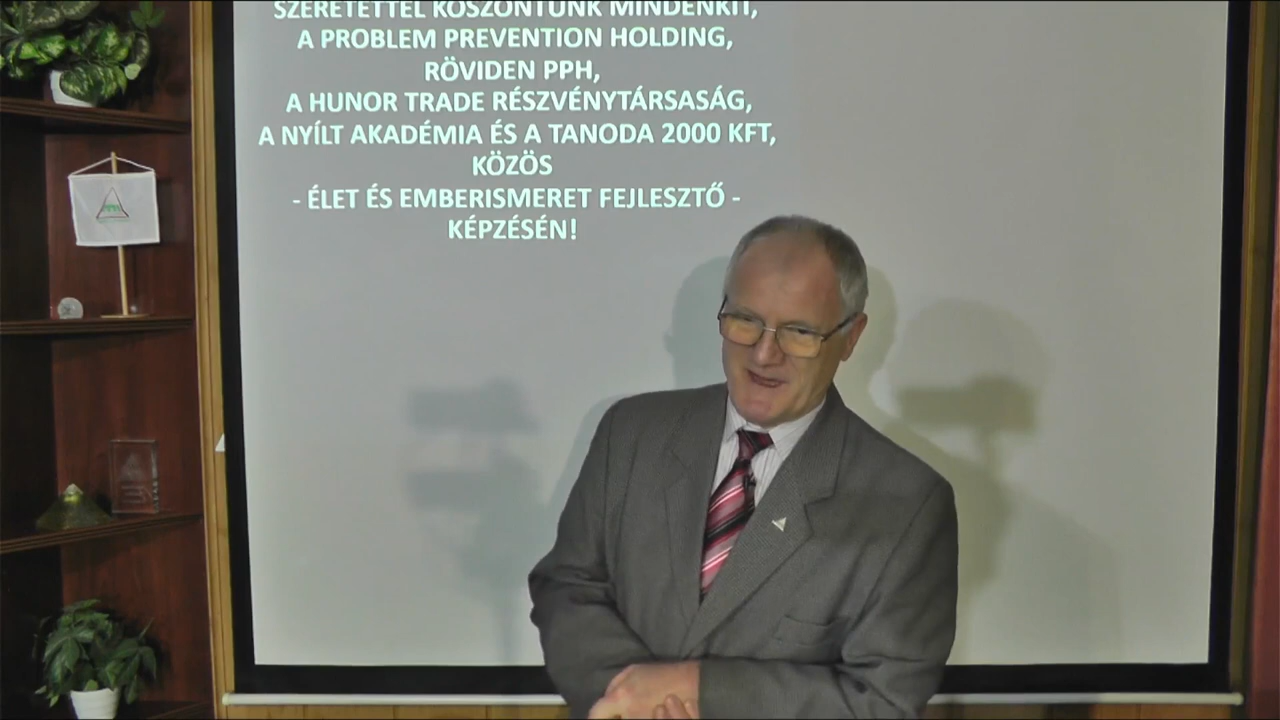 SZERETETTEL KÖSZÖNTÜNK MINDENKIT,
A PROBLEM PREVENTION HOLDING,
RÖVIDEN PPH,
A HUNOR TRADE RÉSZVÉNYTÁRSASÁG,
A NYÍLT AKADÉMIA ÉS A TANODA 2000 KFT,
KÖZÖS
- ÉLET ÉS EMBERISMERET FEJLESZTŐ -
KÉPZÉSÉN!